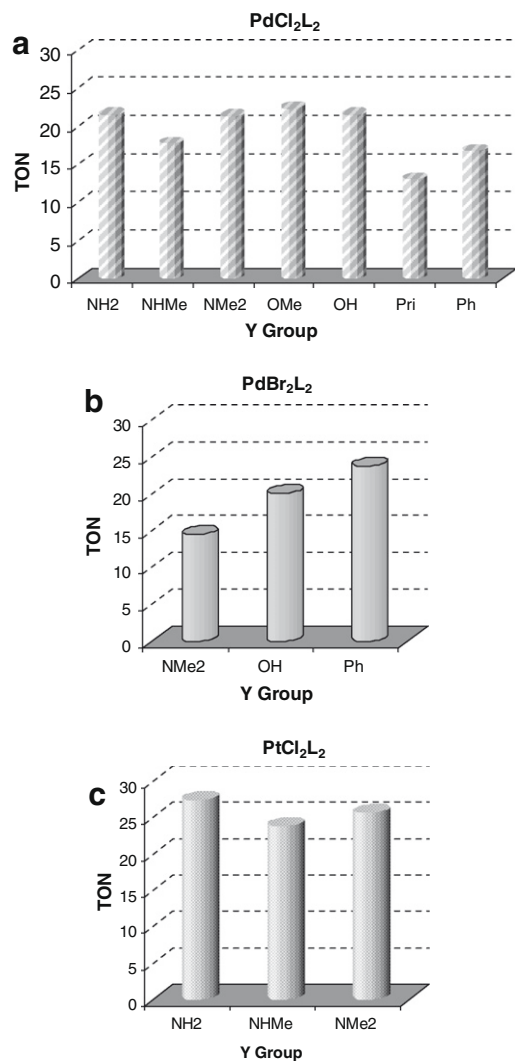 PdCl₂L₂
a
30
25
20
15
10
5
0
TON
NH2 NHMe NMe2 OMe OH Pri Ph
Y Group
PdBr₂L₂
b
30
25
20
15
10
5
0
TON
NMe2 OH Ph
Y Group
PtCl₂L₂
c
30
25
20
15
10
5
0
TON
NH2 NHMe NMe2
Y Group